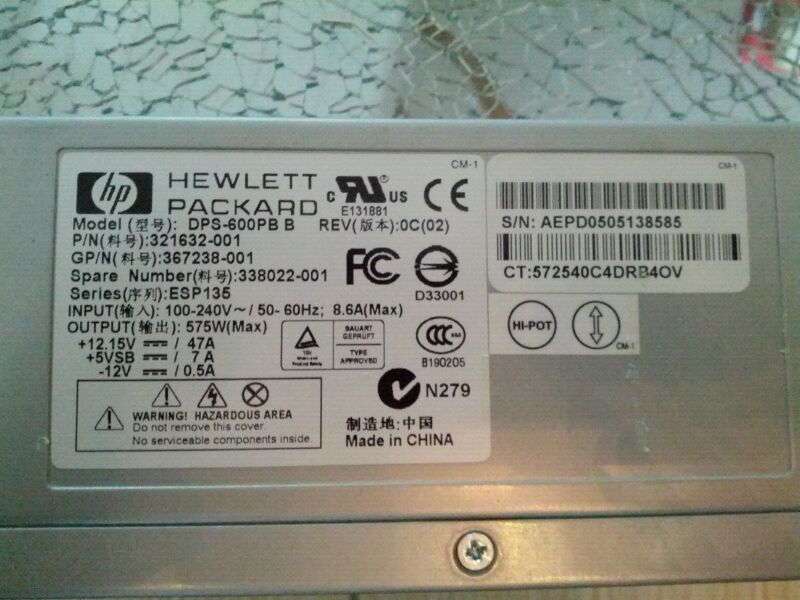 CM-1
hp HEWLETT
PACKARD
C UL US
E131881
CE
Model (型号): DPS-600PB B REV(版本):0C(02)
P/N(料号):321632-001
GP/N(料号):367238-001
Spare Number(料号):338022-001
Series(序列):ESP135
FC
D33001
INPUT(输入): 100-240V~/ 50- 60Hz; 8.6A(Max)
OUTPUT(输出): 575W(Max)
+12.15V / 47A
+5VSB / 7A
-12V / 0.5A
BAUART
GEPRUFT
TYPE
APPROVED
CCC
B190205
N279
WARNING! HAZARDOUS AREA
Do not remove this cover.
No serviceable components inside.
制造地:中国
Made in CHINA
CM-1
S/N: AEPD0505138585
CT:572540C4DRB4OV
HI-POT
CM-1